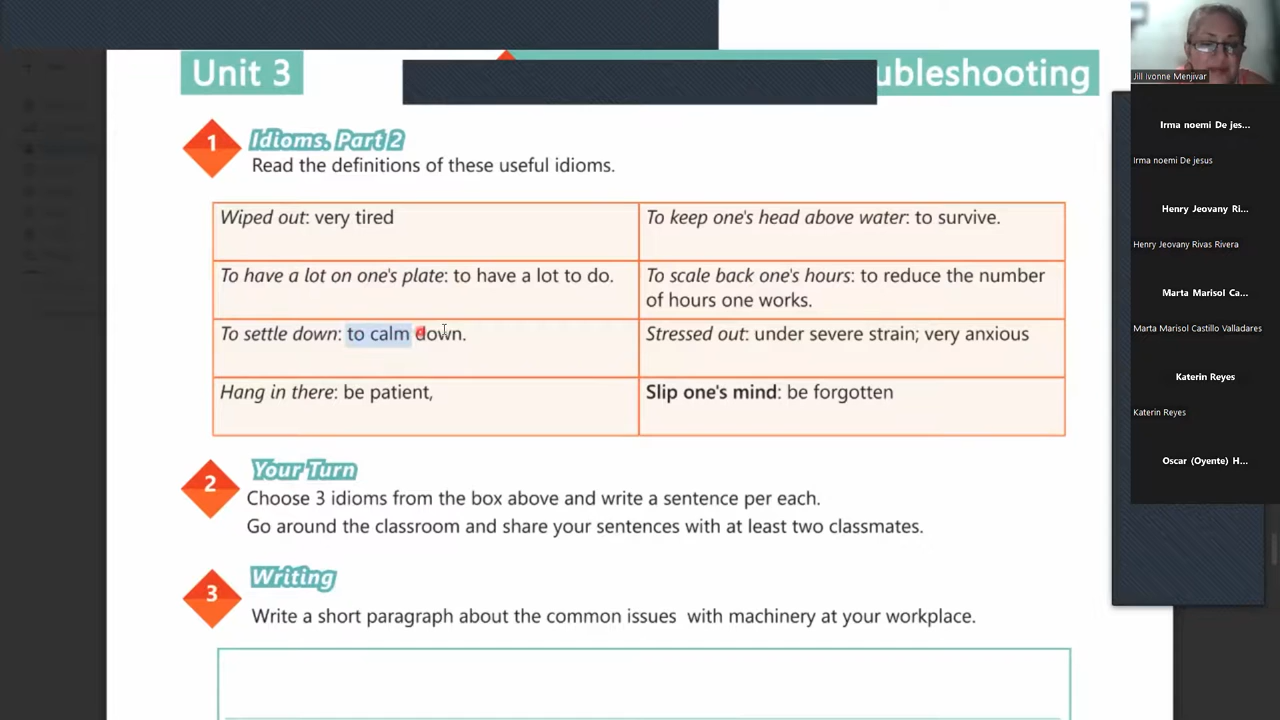 Unit 3
ubleshooting
1
Idioms. Part 2
Read the definitions of these useful idioms.
Wiped out: very tired
To keep one's head above water: to survive.
To have a lot on one's plate: to have a lot to do.
To scale back one's hours: to reduce the number
of hours one works.
To settle down: to calm down.
Stressed out: under severe strain; very anxious
Hang in there: be patient,
Slip one's mind: be forgotten
2
Your Turn
Choose 3 idioms from the box above and write a sentence per each.
Go around the classroom and share your sentences with at least two classmates.
3
Writing
Write a short paragraph about the common issues with machinery at your workplace.
Jill Ivonne Menjivar
Irma noemi De jes...
Irma noemi De jesus
Henry Jeovany Ri...
Henry Jeovany Rivas Rivera
Marta Marisol Ca...
Marta Marisol Castillo Valladares
Katerin Reyes
Katerin Reyes
Oscar (Oyente) H...